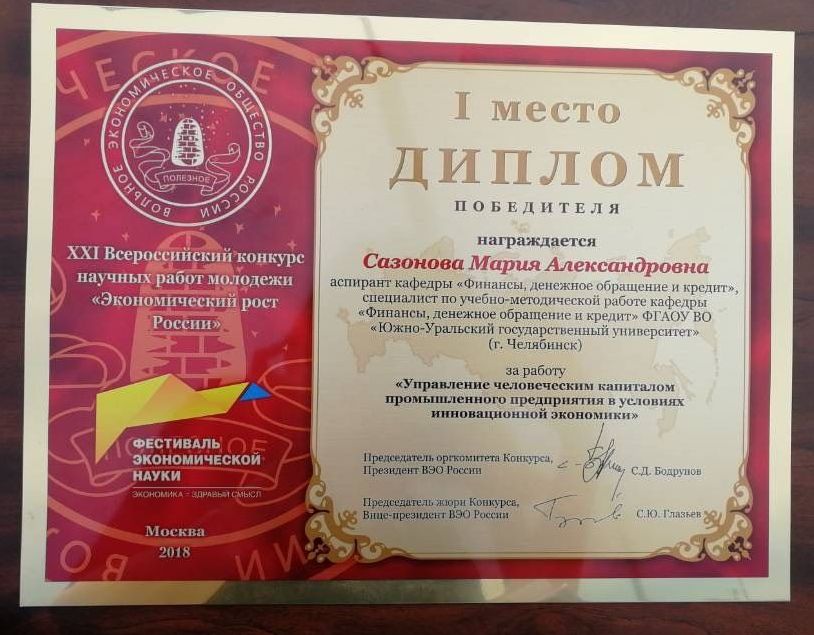 ВОЛЬНОЕ ЭКОНОМИЧЕСКОЕ ОБЩЕСТВО РОССИИ
ПОЛЕЗНОЕ
XXI Всероссийский конкурс
научных работ молодежи
«Экономический рост
России»
ФЕСТИВАЛЬ
ЭКОНОМИЧЕСКОЙ
НАУКИ
ЭКОНОМИКА = ЗДРАВЫЙ СМЫСЛ
Москва
2018
I место
ДИПЛОМ
ПОБЕДИТЕЛЯ
награждается
Сазонова Мария Александровна
аспирант кафедры «Финансы, денежное обращение и кредит»,
специалист по учебно-методической работе кафедры
«Финансы, денежное обращение и кредит» ФГАОУ ВО
«Южно-Уральский государственный университет»
(г. Челябинск)
за работу
«Управление человеческим капиталом
промышленного предприятия в условиях
инновационной экономики»
Председатель оргкомитета Конкурса,
Президент ВЭО России
С.Д. Бодрунов
Председатель жюри Конкурса,
Вице-президент ВЭО России
С.Ю. Глазьев